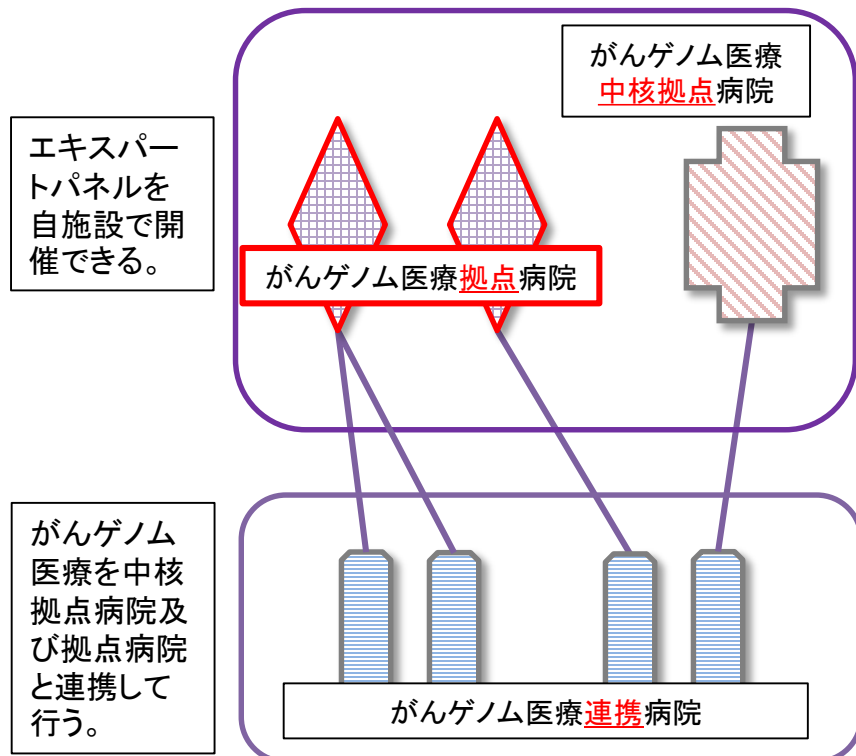 がんゲノム医療
中核拠点病院
エキスパー
トパネルを
自施設で開
催できる。
がんゲノム医療拠点病院
がんゲノム
医療を中核
拠点病院及
び拠点病院
と連携して
行う。
がんゲノム医療連携病院